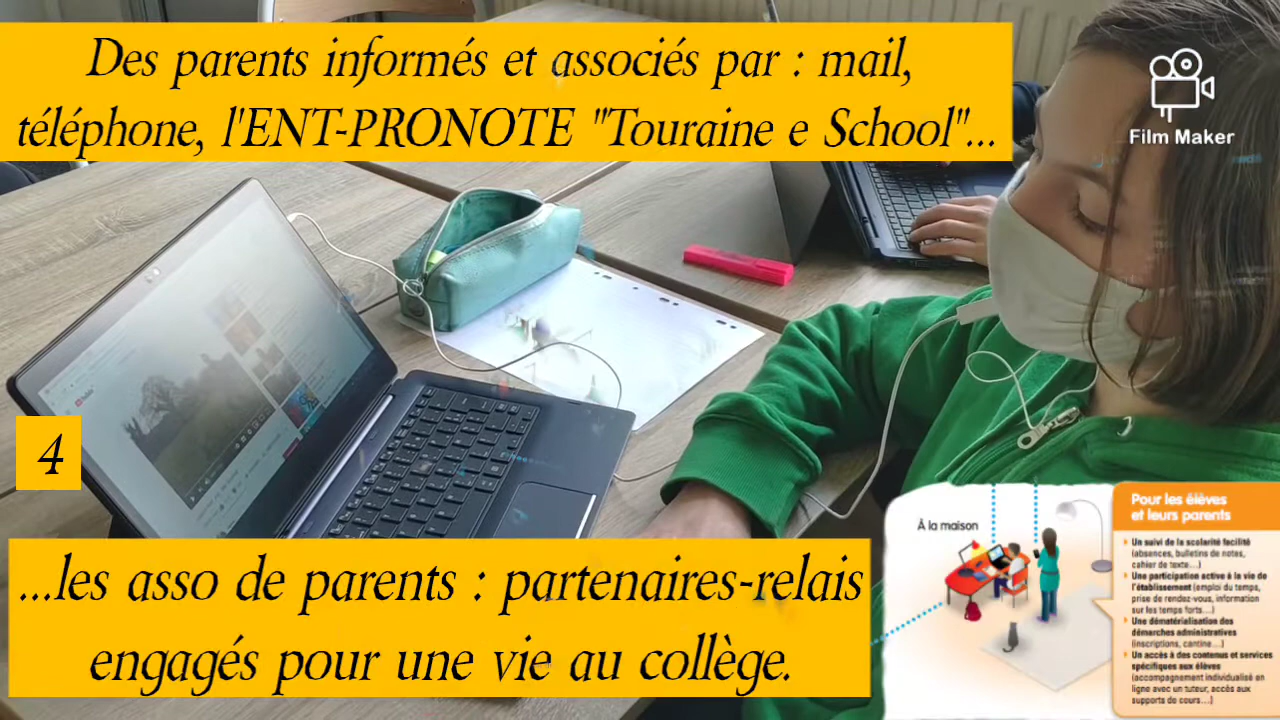 Des parents informés et associés par : mail,
téléphone, l'ENT-PRONOTE "Touraine e School"...
Film Maker
4
...les asso de parents : partenaires-relais
engagés pour une vie au collège.
À la maison
Pour les élèves
et leurs parents
Un suivi de la scolarité facilité
(absences, bulletins de notes,
cahier de texte...)
Une participation active à la vie de
l'établissement (emploi du temps,
prise de rendez-vous, information
sur les temps forts...)
Une dématérialisation des
démarches administratives
(inscriptions, cantine...)
Un accès à des contenus et services
spécifiques aux élèves
(accompagnement individualisé en
ligne avec un tuteur, accès aux
supports de cours...)